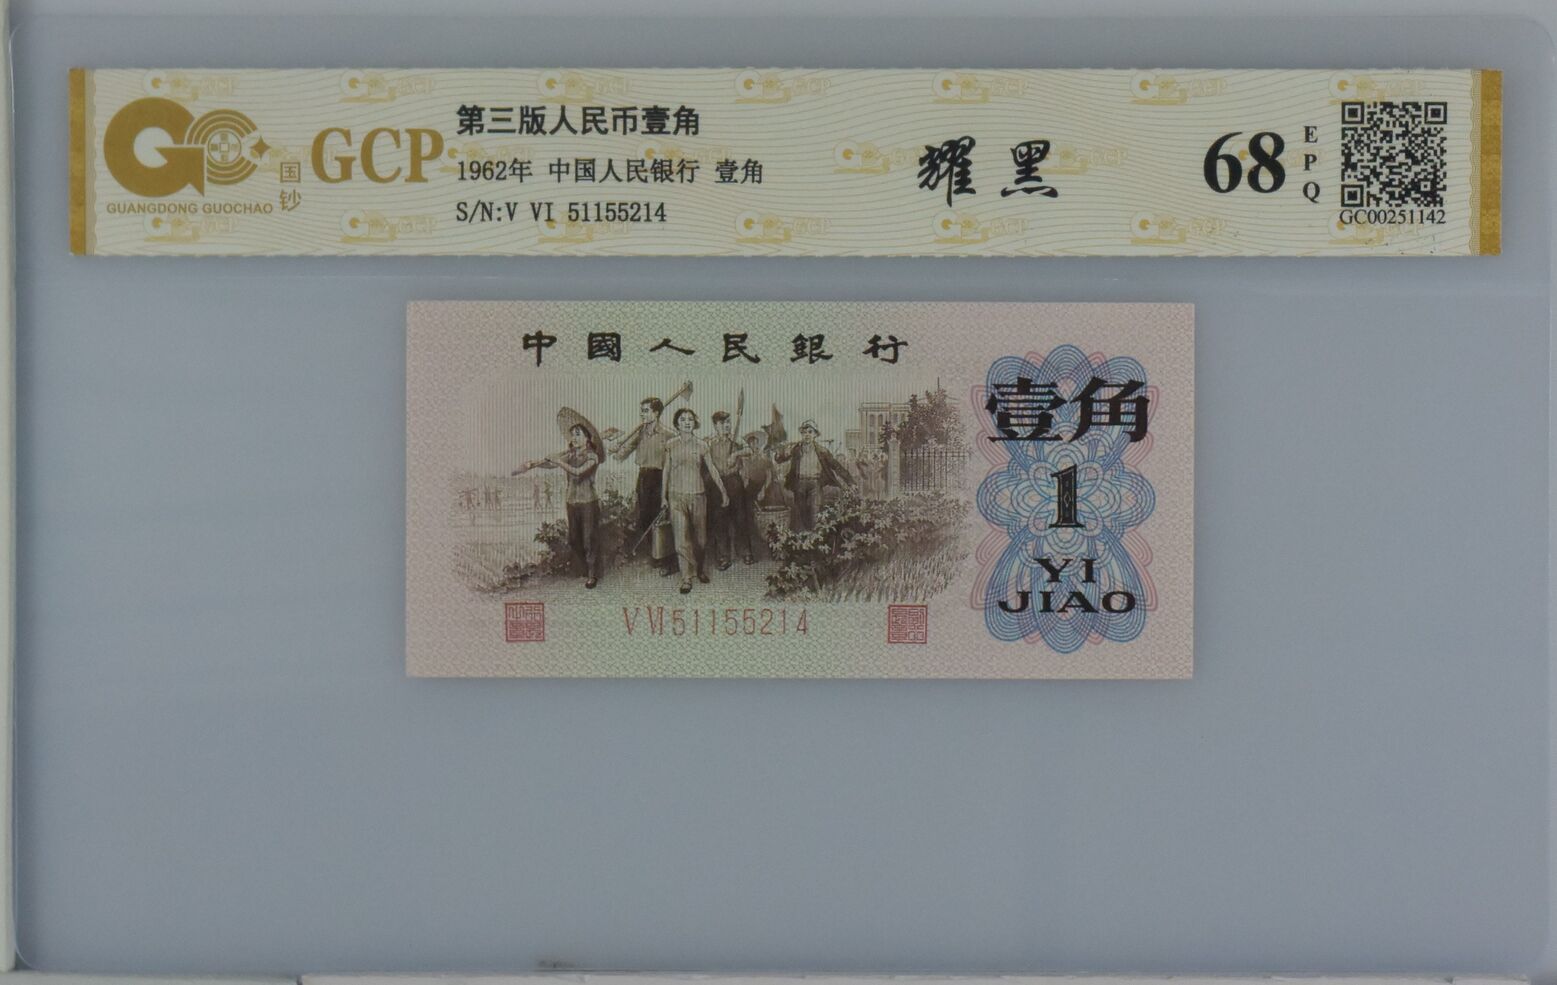 GUANGDONG GUOCHAO
国钞
GCP
第三版人民币壹角
1962年 中国人民银行 壹角
S/N:V VI 51155214
耀黑
68
EPQ
GC00251142
中國人民銀行
壹角
1
YI
JIAO
V VI 51155214